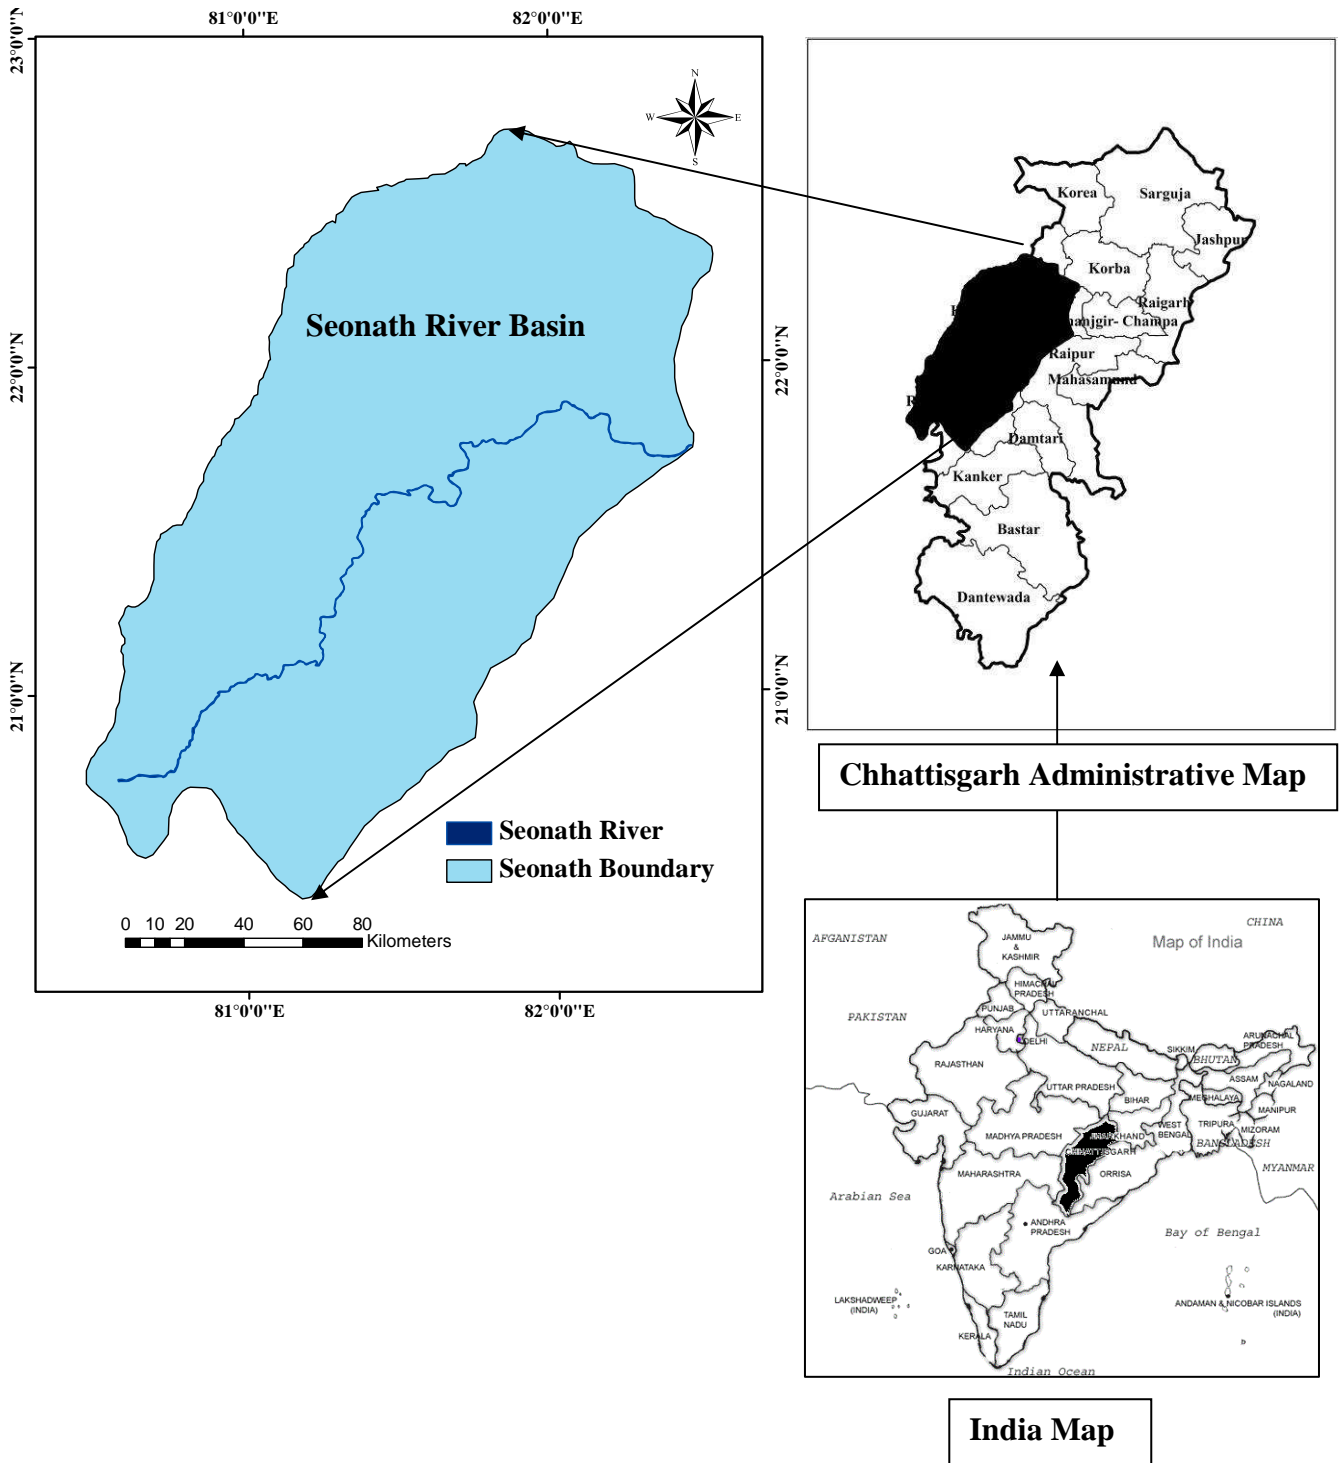 81°0'0"E 82°0'0"E
23°0'0"N
22°0'0"N
21°0'0"N
22°0'0"N
21°0'0"N
N
W E
S
Seonath River Basin
Seonath River
Seonath Boundary
0 10 20 40 60 80
Kilometers
81°0'0"E 82°0'0"E
Korea
Sarguja
Jashpur
Korba
Raigarh
anjgir- Champa
Raipur
Mahasamund
R
Damtari
Kanker
Bastar
Dantewada
Chhattisgarh Administrative Map
CHINA
AFGANISTAN
Map of India
JAMMU
&
KASHMIR
HIMACHAL
PRADESH
PUNJAB
UTTARANCHAL
PAKISTAN
HARYANA
DELHI
NEPAL
SIKKIM
ARUNACHAL
PRADESH
BHUTAN
RAJASTHAN
ASSAM
NAGALAND
UTTAR PRADESH
MEGHALAYA
BIHAR
MANIPUR
GUJARAT
WEST
BENGAL
TRIPURA
MIZORAM
MADHYA PRADESH
JHARKHAND
BANGLADESH
CHHATTISGARH
MYANMAR
MAHARASHTRA
ORRISA
Arabian Sea
ANDHRA
PRADESH
Bay of Bengal
GOA
KARNATAKA
LAKSHADWEEP
(INDIA)
ANDAMAN & NICOBAR ISLANDS
(INDIA)
TAMIL
NADU
KERALA
Indian Ocean
India Map